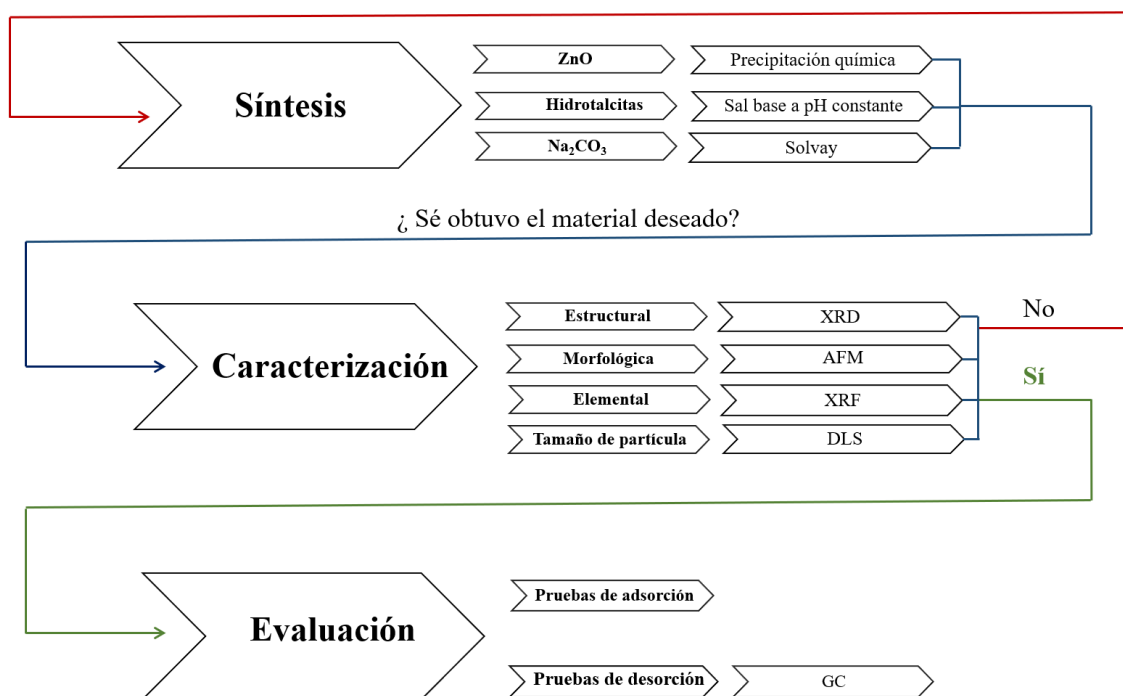 Síntesis
ZnO
Precipitación química
Hidrotalcitas
Sal base a pH constante
Na₂CO₃
Solvay
¿ Sé obtuvo el material deseado?
Caracterización
Estructural
XRD
No
Morfológica
AFM
Sí
Elemental
XRF
Tamaño de partícula
DLS
Evaluación
Pruebas de adsorción
Pruebas de desorción
GC